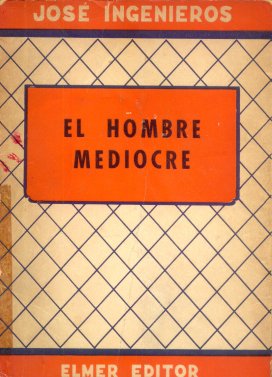 JOSÉ INGENIEROS
EL HOMBRE
MEDIOCRE
ELMER EDITOR